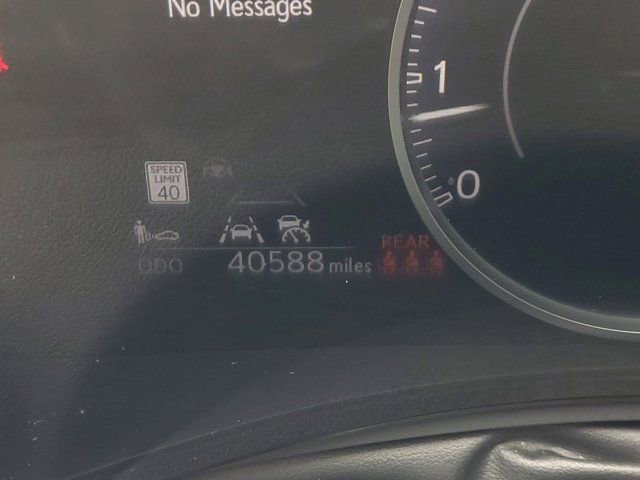 No Messages
1
SPEED
LIMIT
40
0
REAR
ODO 40588 miles